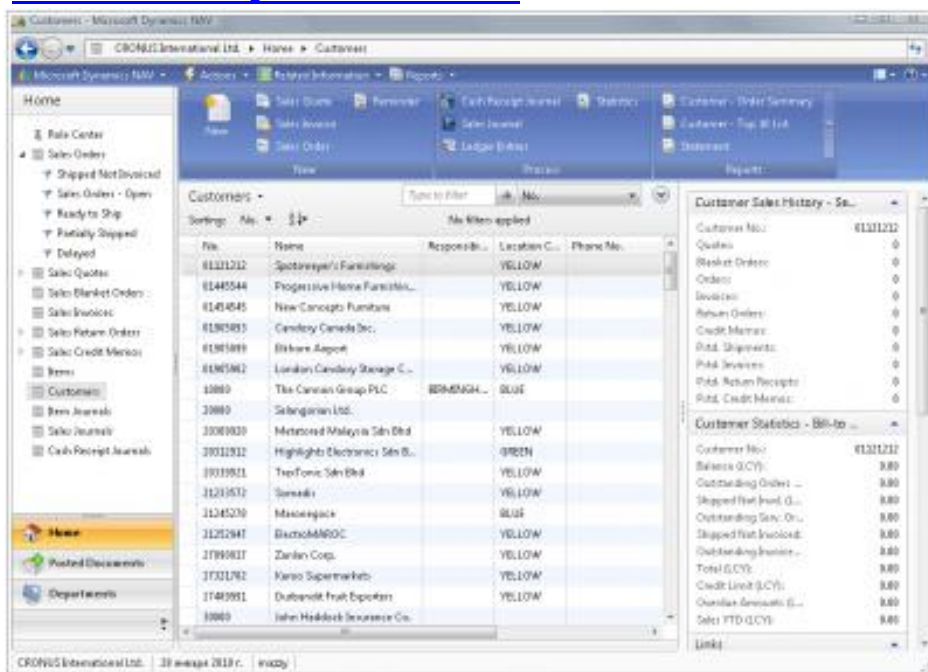 Customers - Microsoft Dynamics NAV
CRONUS International Ltd. Home Customers
Microsoft Dynamics NAV Actions Related Information Reports
Home
Role Center
Sales Orders
Shipped Not Invoiced
Sales Orders - Open
Ready to Ship
Partially Shipped
Delayed
Sales Quotes
Sales Blanket Orders
Sales Invoices
Sales Return Orders
Sales Credit Memos
Items
Customers
Item Journals
Sales Journals
Cash Receipt Journals
Home
Posted Documents
Departments
New
Sales Quote Reminder
Sales Invoice
Sales Order
New
Cash Receipt Journal Statistics
Sales Journal
Ledger Entries
Process
Customer - Order Summary
Customer - Top 10 List
Statement
Reports
Customers Type to filter No.
Sorting: No. No filters applied
No. Name Responsib... Location C... Phone No.
01121212 Spotsmeyer's Furnishings YELLOW
01445544 Progressive Home Furnishin... YELLOW
01454545 New Concepts Furniture YELLOW
01905893 Candoxy Canada Inc. YELLOW
01905899 Elkhorn Airport YELLOW
01905902 London Candoxy Storage C... YELLOW
10000 The Cannon Group PLC BIRMINGH... BLUE
20000 Selangorian Ltd.
20309920 Metatorad Malaysia Sdn Bhd YELLOW
20312912 Highlights Electronics Sdn B... GREEN
20339921 TraxTonic Sdn Bhd YELLOW
21233572 Somadis YELLOW
21245278 Maronegoce BLUE
21252947 ElectroMAROC YELLOW
27090917 Zanlan Corp. YELLOW
27321782 Karoo Supermarkets YELLOW
27489991 Durbandit Fruit Exporters YELLOW
30000 John Haddock Insurance Co.
Customer Sales History - Se...
Customer No.: 01121212
Quotes: 0
Blanket Orders: 0
Orders: 0
Invoices: 0
Return Orders: 0
Credit Memos: 0
Pstd. Shipments: 0
Pstd. Invoices: 0
Pstd. Return Receipts: 0
Pstd. Credit Memos: 0
Customer Statistics - Bill-to ...
Customer No.: 01121212
Balance (LCY): 0.00
Outstanding Orders ... 0.00
Shipped Not Invd. (L... 0.00
Outstanding Serv. Or... 0.00
Shipped Not Invoiced: 0.00
Outstanding Invoice... 0.00
Total (LCY): 0.00
Credit Limit (LCY): 0.00
Overdue Amounts (L... 0.00
Sales YTD (LCY): 0.00
Links
CRONUS International Ltd. 28 января 2010 г.